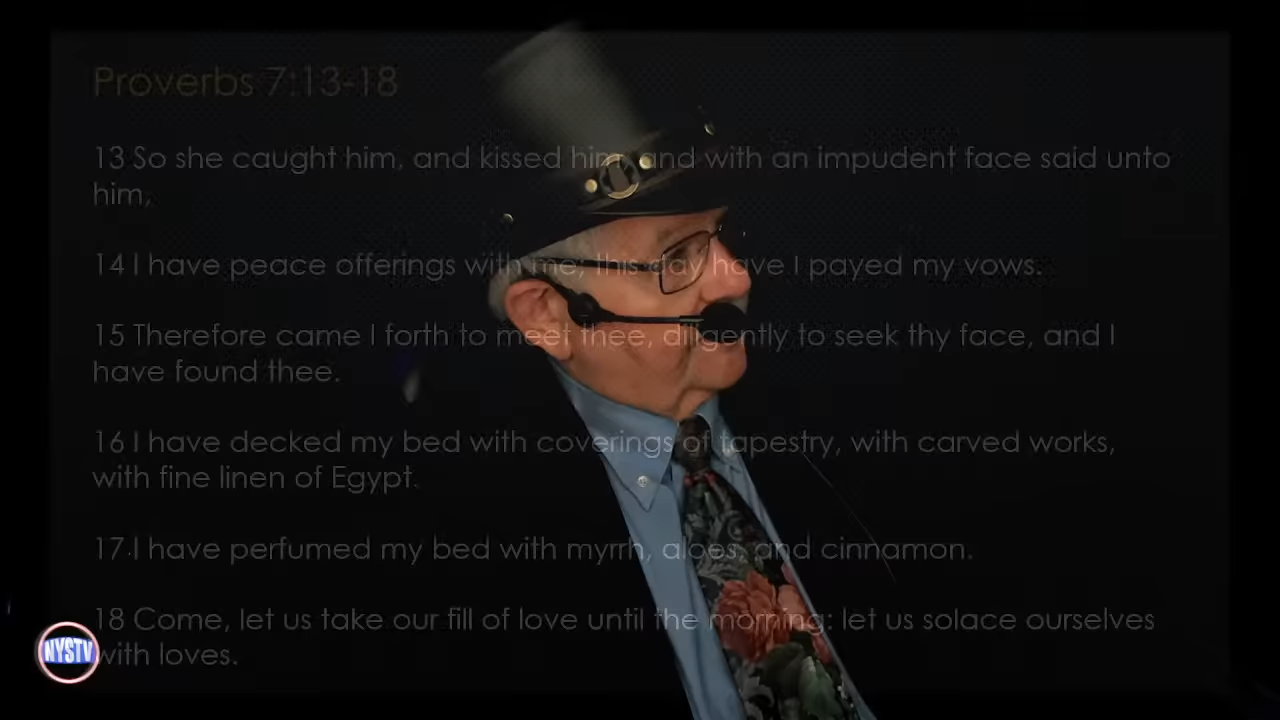 Proverbs 7:13-18
13 So she caught him, and kissed him, and with an impudent face said unto
him,
14 I have peace offerings with me; have I payed my vows.
15 Therefore came I forth to meet thee, diligently to seek thy face, and I
have found thee.
16 I have decked my bed with coverings of tapestry, with carved works,
with fine linen of Egypt.
17 I have perfumed my bed with myrrh, aloes, and cinnamon.
18 Come, let us take our fill of love until the morning: let us solace ourselves
with loves.
NYSTV